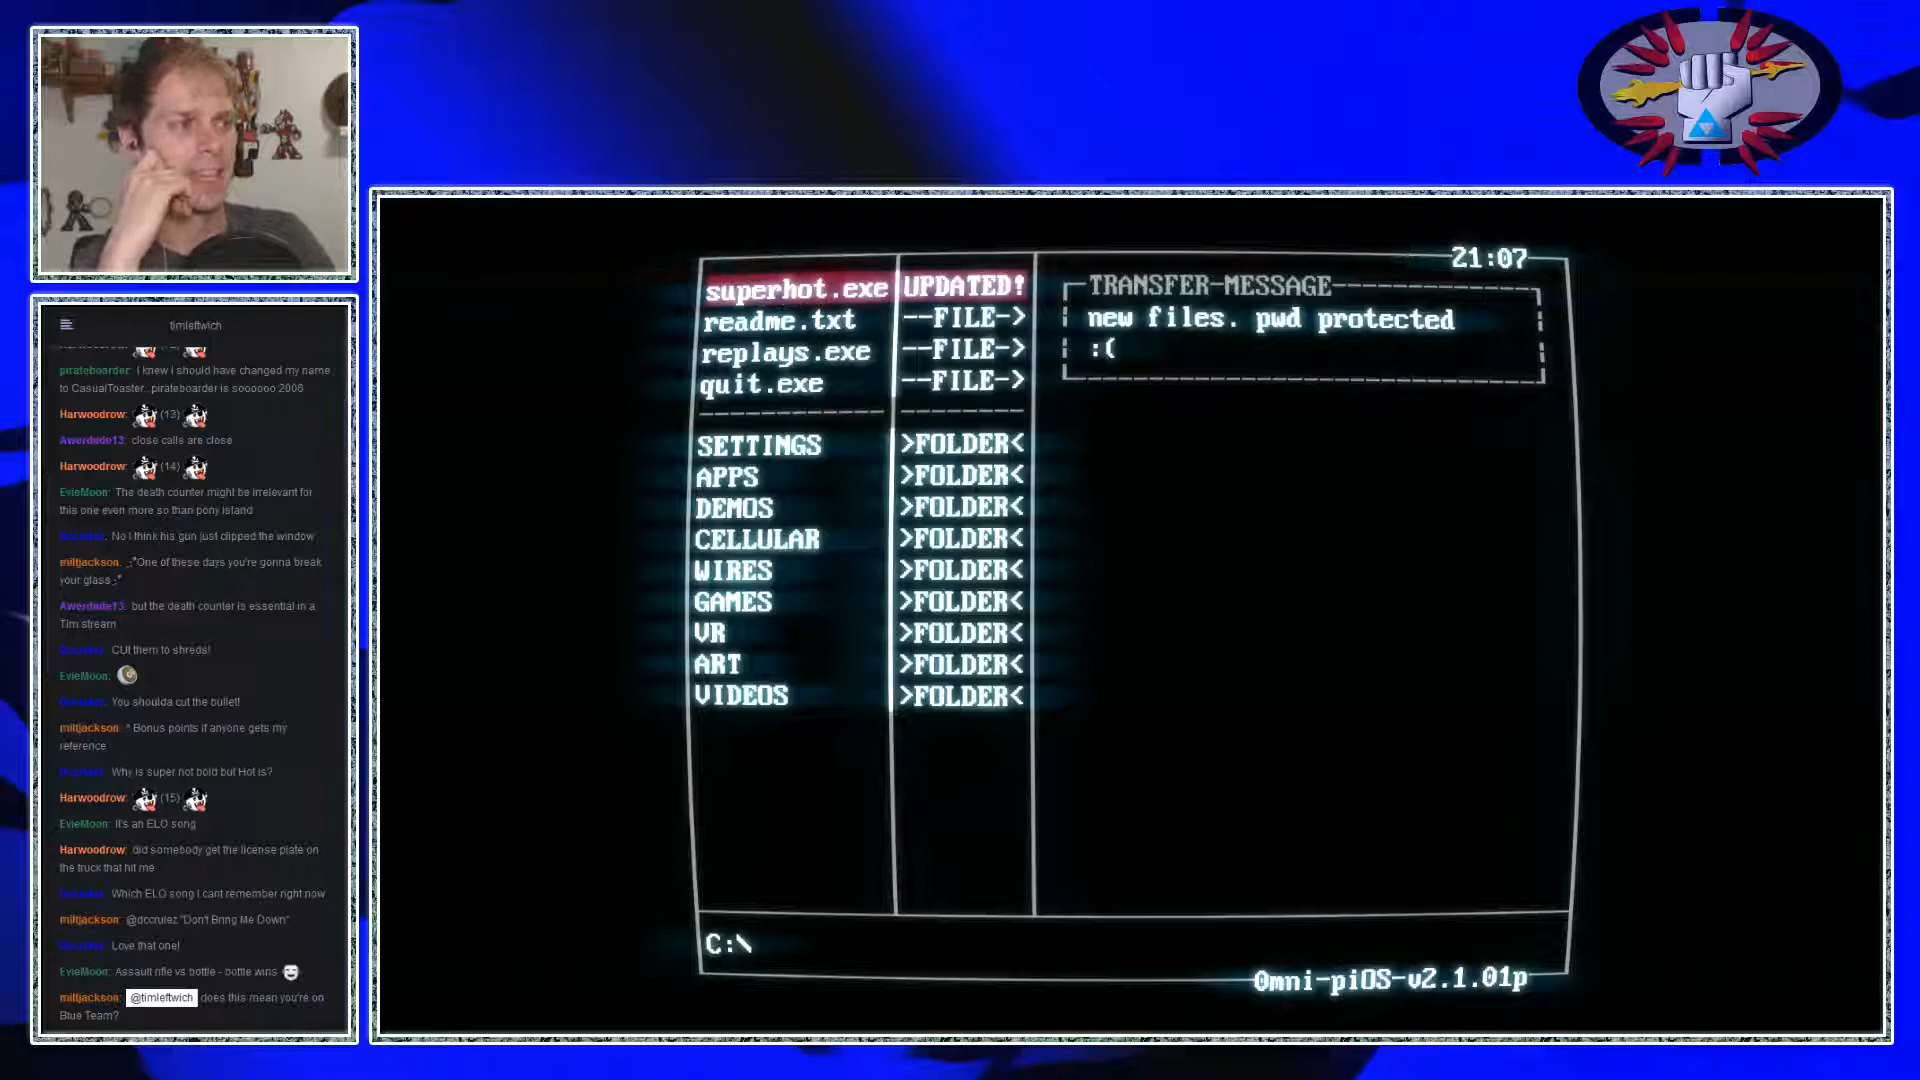 timleftwich
pirateboarder: I knew I should have changed my name
to CasualToaster...pirateboarder is soooooo 2006
Harwoodrow: (13)
Awerdude13: close calls are close
Harwoodrow: (14)
EvieMoon: The death counter might be irrelevant for
this one even more so than pony island
No I think his gun just clipped the window
miltjackson: ♪"One of these days you're gonna break
your glass♪"
Awerdude13: but the death counter is essential in a
Tim stream
CUt them to shreds!
EvieMoon:
You shoulda cut the bullet!
miltjackson: ^ Bonus points if anyone gets my
reference
Why is super not bold but Hot is?
Harwoodrow: (15)
EvieMoon: It's an ELO song
Harwoodrow: did somebody get the license plate on
the truck that hit me
Which ELO song I cant remember right now
miltjackson: @dccrulez "Don't Bring Me Down"
Love that one!
EvieMoon: Assault rifle vs bottle - bottle wins
miltjackson: @timleftwich does this mean you're on
Blue Team?
21:07
superhot.exe UPDATED!
readme.txt --FILE->
replays.exe --FILE->
quit.exe --FILE->
SETTINGS >FOLDER<
APPS >FOLDER<
DEMOS >FOLDER<
CELLULAR >FOLDER<
WIRES >FOLDER<
GAMES >FOLDER<
VR >FOLDER<
ART >FOLDER<
VIDEOS >FOLDER<
TRANSFER-MESSAGE
new files. pwd protected
:(
C:\
Omni-piOS-v2.1.01p